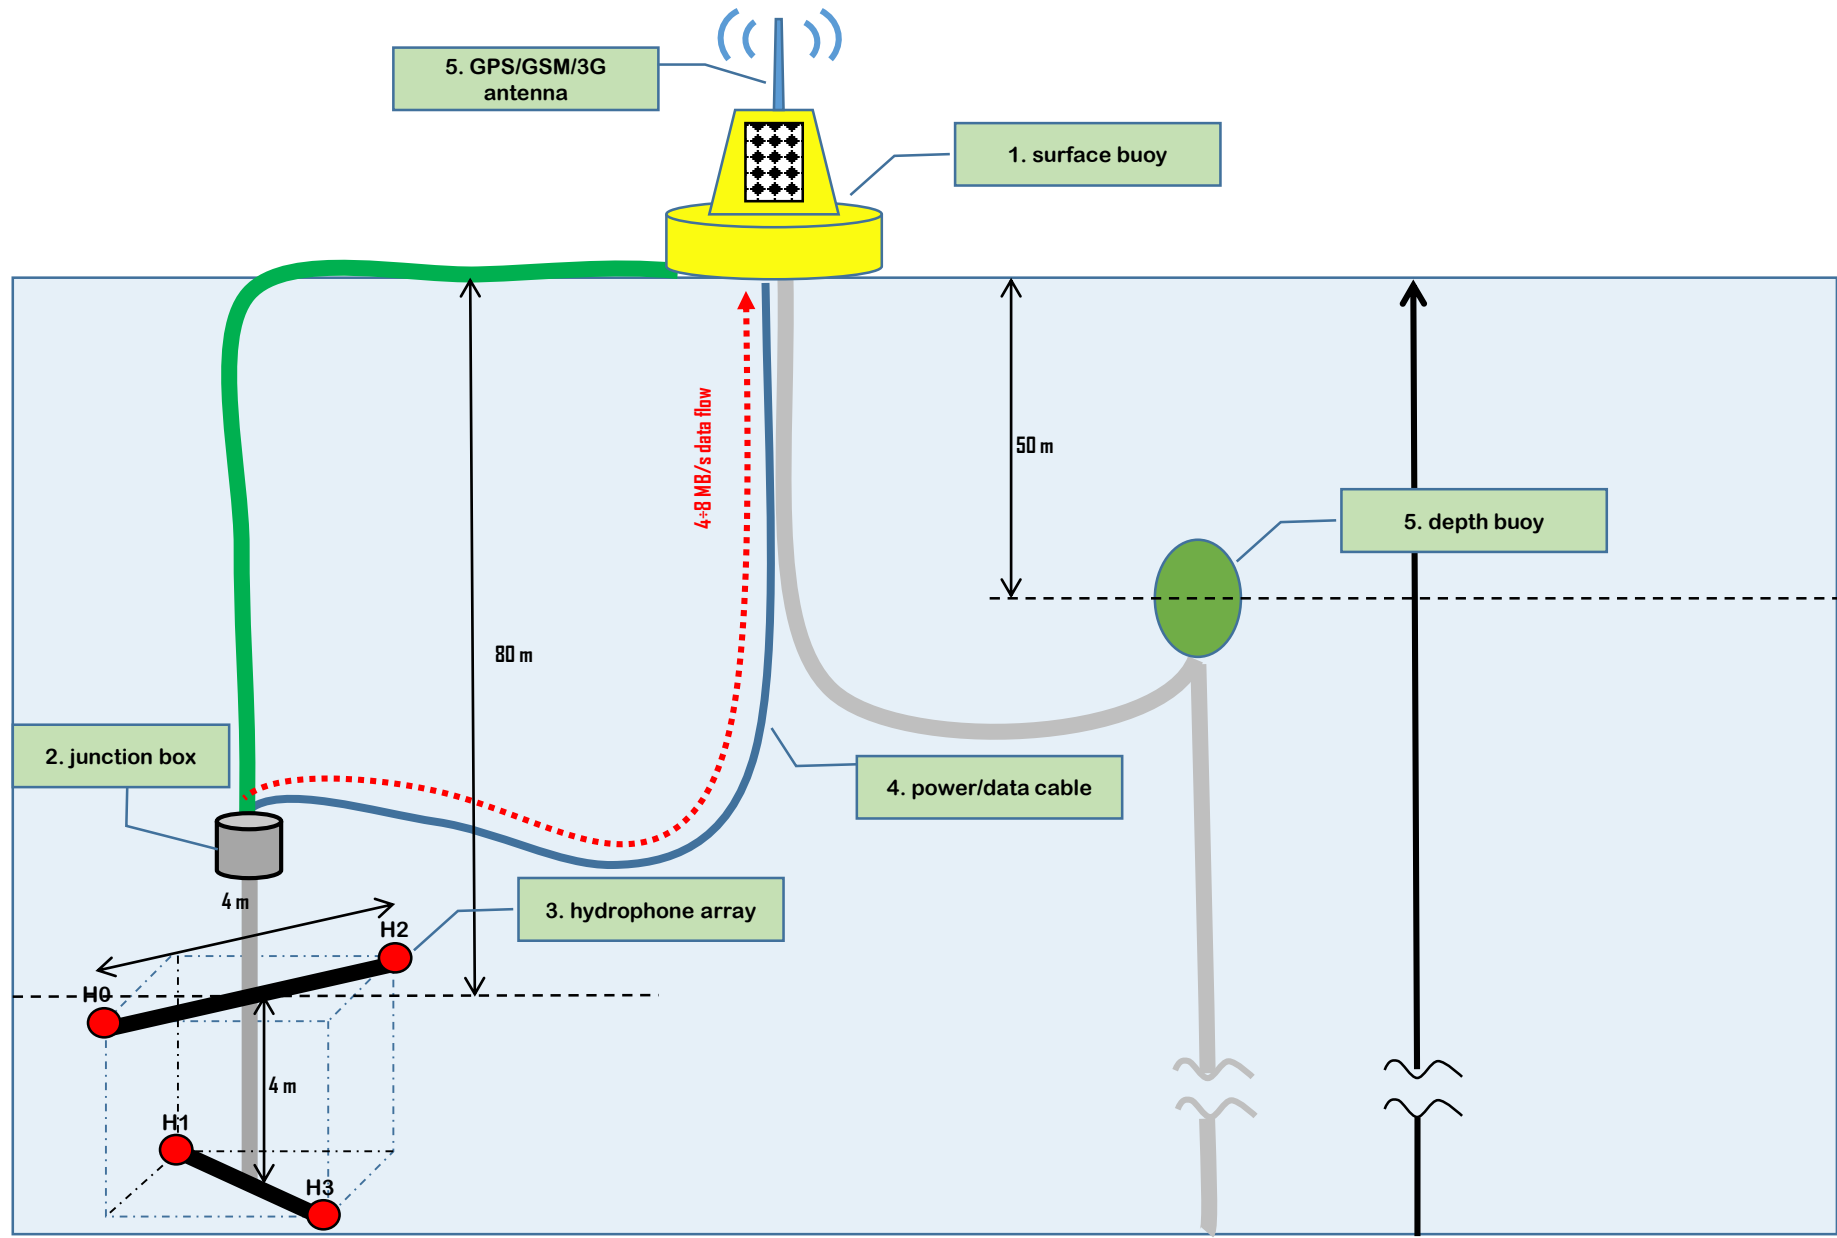 5. GPS/GSM/3G
antenna
1. surface buoy
4÷8 MB/s data flow
50 m
5. depth buoy
80 m
2. junction box
4. power/data cable
4 m
3. hydrophone array
H2
H0
4 m
H1
H3